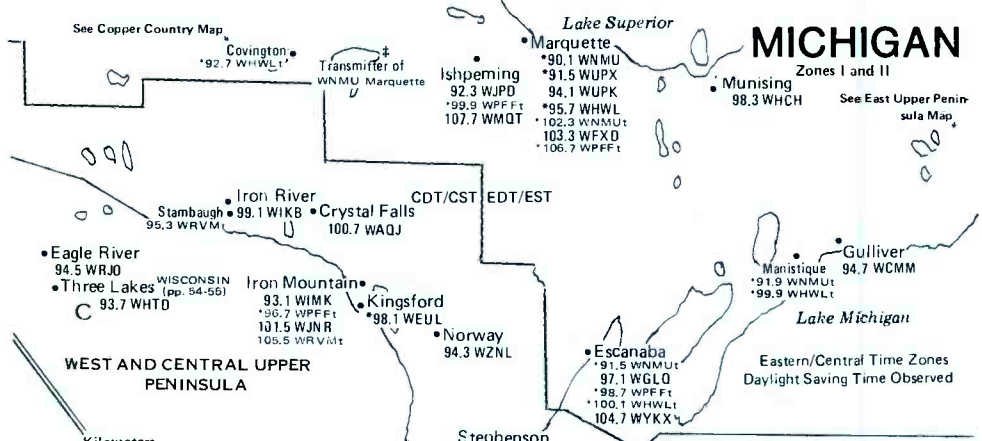 See Copper Country Map
Covington
*92.7 WHWLt
Transmitter of
WNMU Marquette
‡
Ishpeming
92.3 WJPD
*99.9 WPFFt
107.7 WMQT
Lake Superior
Marquette
*90.1 WNMU
*91.5 WUPX
94.1 WUPK
*95.7 WHWL
*102.3 WNMUt
103.3 WFXD
*106.7 WPFFt
MICHIGAN
Zones I and II
Munising
98.3 WHCH
See East Upper Penin-
sula Map
Iron River
99.1 WIKB
Stambaugh
95.3 WRVM
Crystal Falls
100.7 WAQJ
CDT/CST EDT/EST
Eagle River
94.5 WRJO
Three Lakes
93.7 WHTD
WISCONSIN
(pp. 54-55)
C
Iron Mountain
93.1 WIMK
*96.7 WPFFt
101.5 WJNR
105.5 WRVMt
Kingsford
*98.1 WEUL
Norway
94.3 WZNL
Gulliver
94.7 WCMM
Manistique
*91.9 WNMUt
*99.9 WHWLt
Lake Michigan
Escanaba
*91.5 WNMUt
97.1 WGLQ
*98.7 WPFFt
*100.1 WHWLt
104.7 WYKX
Eastern/Central Time Zones
Daylight Saving Time Observed
WEST AND CENTRAL UPPER
PENINSULA
Stephenson